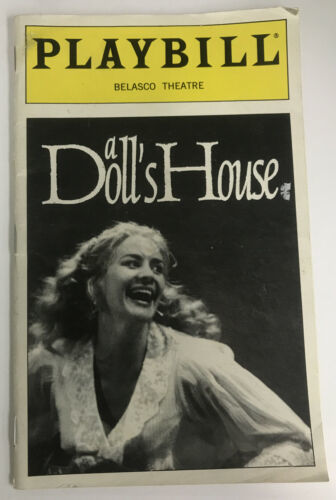 PLAYBILL®
BELASCO THEATRE
a
Doll's House